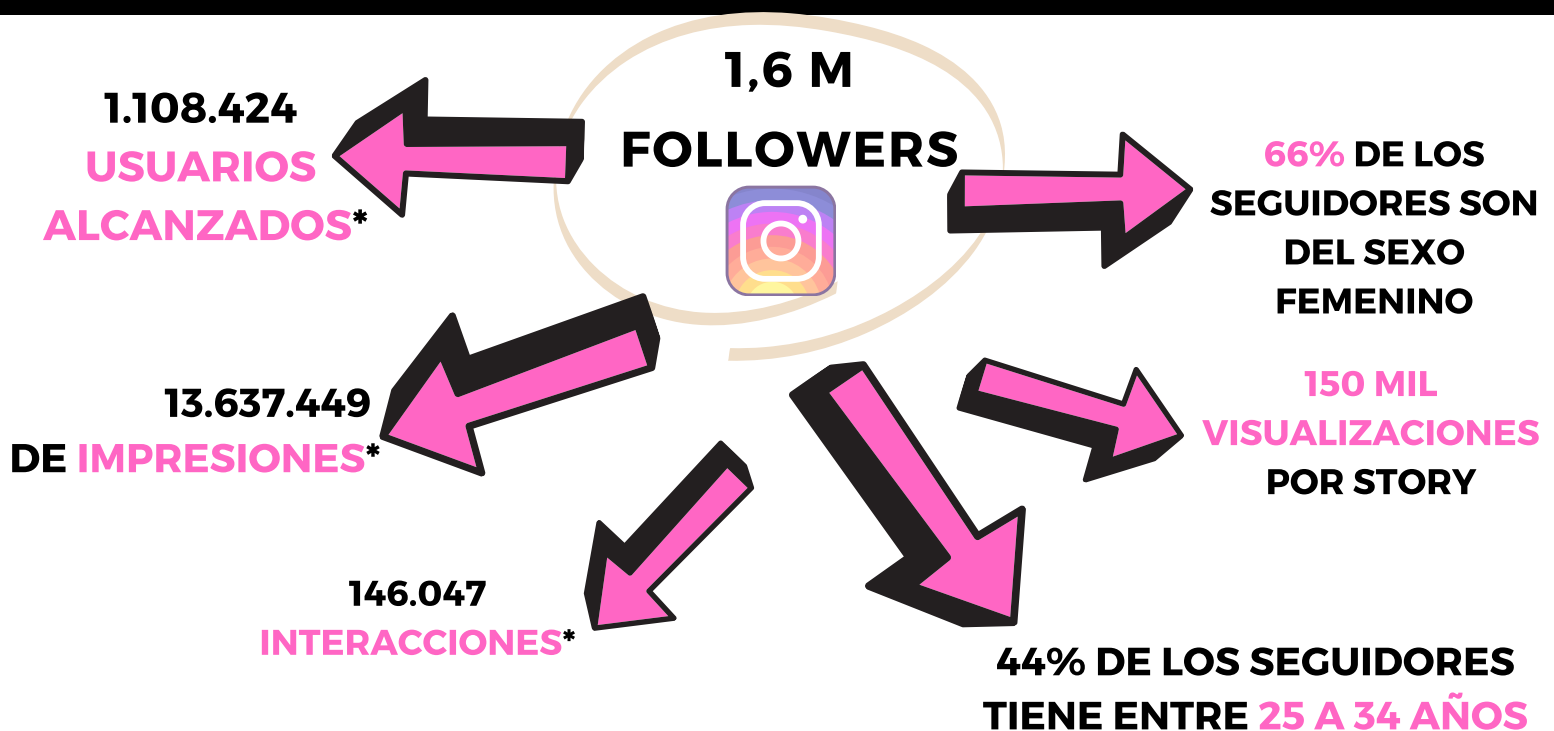 1,6 M
FOLLOWERS
1.108.424
USUARIOS
ALCANZADOS*
66% DE LOS
SEGUIDORES SON
DEL SEXO
FEMENINO
13.637.449
DE IMPRESIONES*
150 MIL
VISUALIZACIONES
POR STORY
146.047
INTERACCIONES*
44% DE LOS SEGUIDORES
TIENE ENTRE 25 A 34 AÑOS